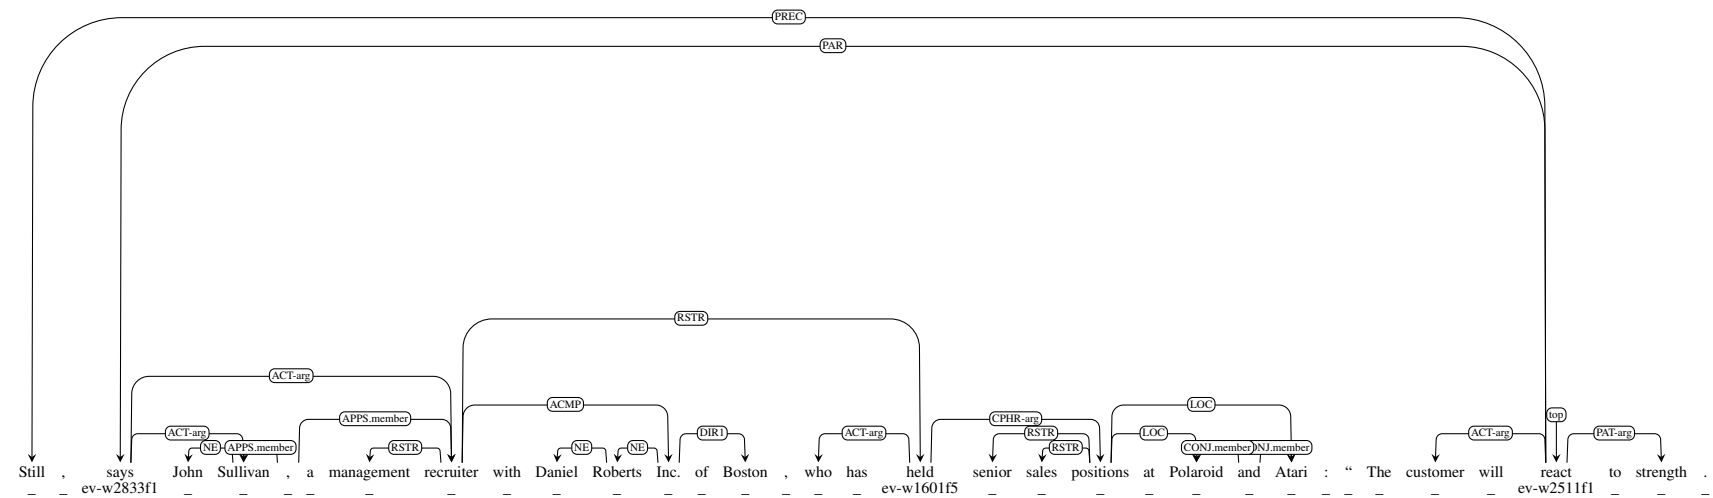 PREC
PAR
RSTR
ACT-arg
ACMP LOC
top
APPS.member CPHR-arg
ACT-arg DIR1 ACT-arg RSTR LOC ACT-arg PAT-arg
NE APPS.member RSTR NE NE RSTR CONJ.member NJ.member
Still , says John Sullivan , a management recruiter with Daniel Roberts Inc. of Boston , who has held senior sales positions at Polaroid and Atari : “ The customer will react to strength .
_ _ ev-w2833f1 _ _ _ _ _ _ _ _ _ _ _ _ _ _ _ ev-w1601f5 _ _ _ _ _ _ _ _ _ _ _ _ ev-w2511f1 _ _ _